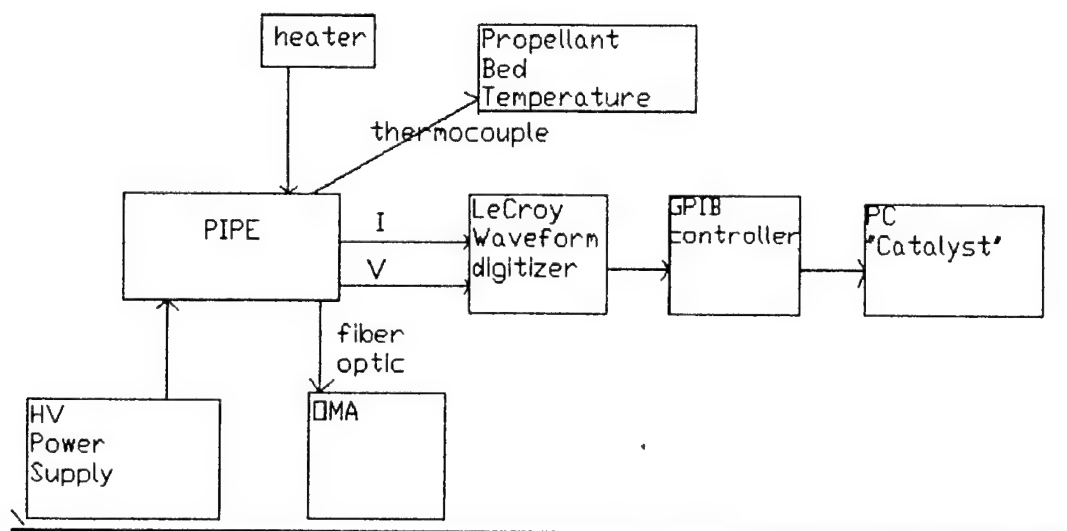 heater
Propellant
Bed
Temperature
thermocouple
PIPE
I
V
LeCroy
Waveform
digitizer
GPIB
controller
PC
"Catalyst"
fiber
optic
HV
Power
Supply
OMA